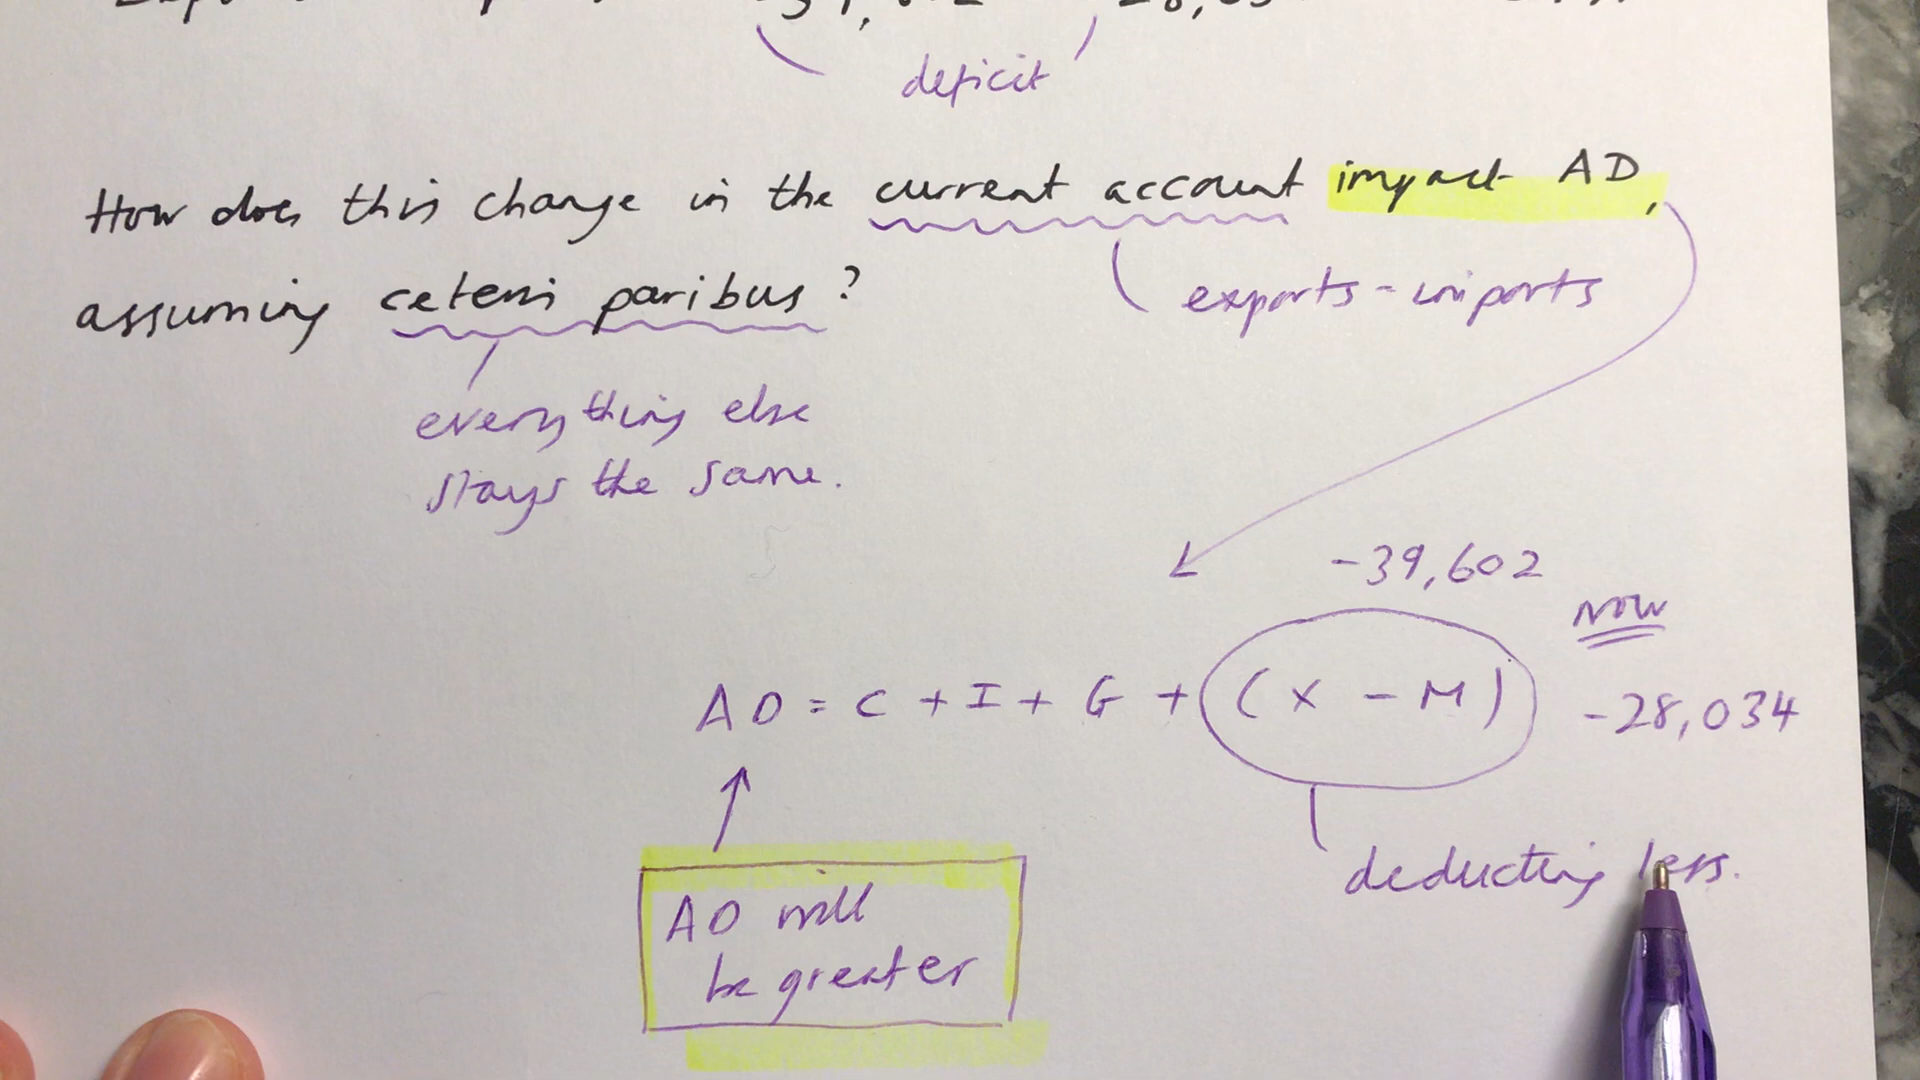 deficit
How does this change in the current account impact AD,
assuming ceteris paribus?
exports - imports
everything else
stays the same.
-39,602
NOW
AD = C + I + G + (X - M)
-28,034
deducting less.
AD will
be greater